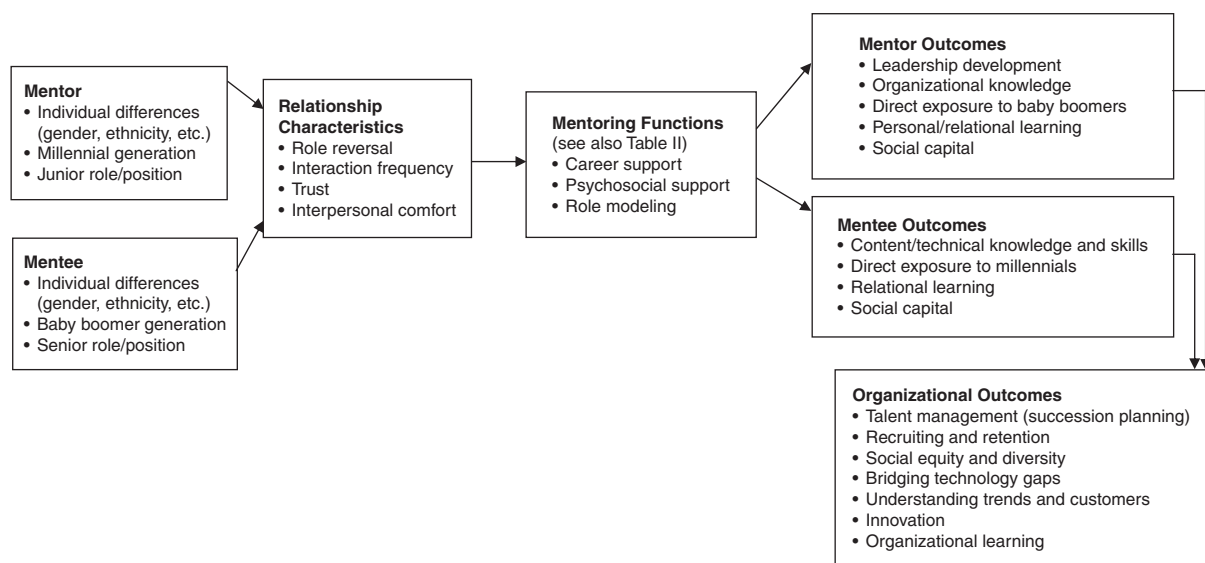 Mentor
• Individual differences
(gender, ethnicity, etc.)
• Millennial generation
• Junior role/position
Mentee
• Individual differences
(gender, ethnicity, etc.)
• Baby boomer generation
• Senior role/position
Relationship
Characteristics
• Role reversal
• Interaction frequency
• Trust
• Interpersonal comfort
Mentoring Functions
(see also Table II)
• Career support
• Psychosocial support
• Role modeling
Mentor Outcomes
• Leadership development
• Organizational knowledge
• Direct exposure to baby boomers
• Personal/relational learning
• Social capital
Mentee Outcomes
• Content/technical knowledge and skills
• Direct exposure to millennials
• Relational learning
• Social capital
Organizational Outcomes
• Talent management (succession planning)
• Recruiting and retention
• Social equity and diversity
• Bridging technology gaps
• Understanding trends and customers
• Innovation
• Organizational learning